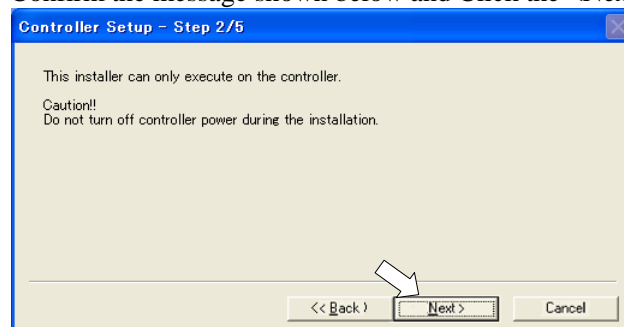 Confirm the message shown below and Click the
Controller Setup - Step 2/5
This installer can only execute on the controller.
Caution!!
Do not turn off controller power during the installation.
<< Back > Next > Cancel